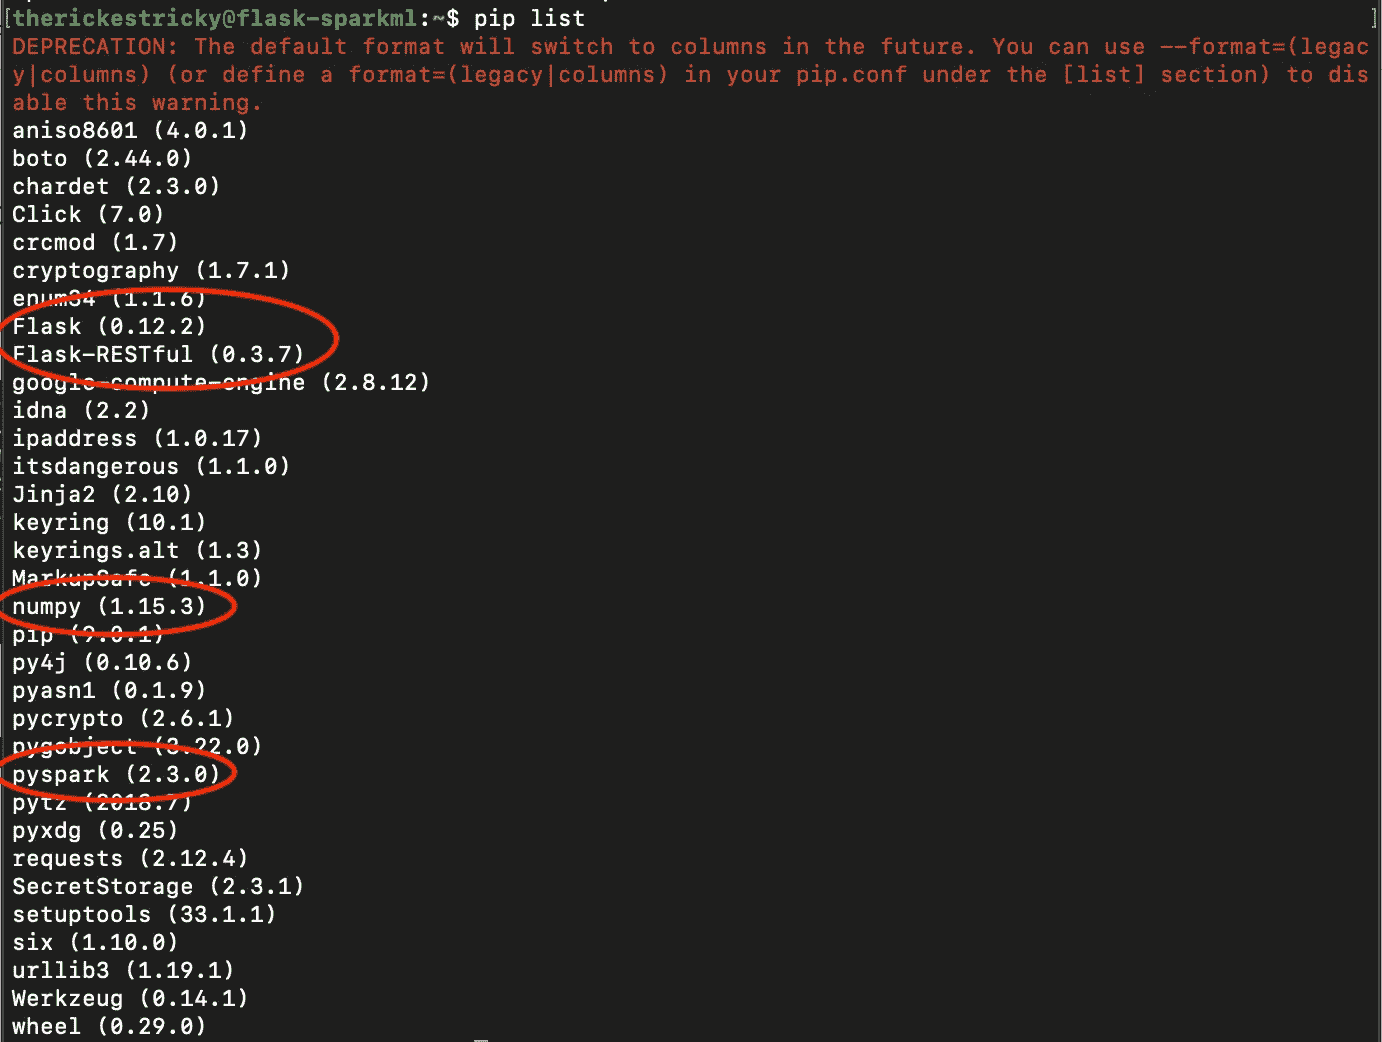 [therickestricky@flask-sparkml:~$ pip list ]
DEPRECATION: The default format will switch to columns in the future. You can use --format=(legac
y|columns) (or define a format=(legacy|columns) in your pip.conf under the [list] section) to dis
able this warning.
aniso8601 (4.0.1)
boto (2.44.0)
chardet (2.3.0)
Click (7.0)
crcmod (1.7)
cryptography (1.7.1)
enum34 (1.1.6)
Flask (0.12.2)
Flask-RESTful (0.3.7)
google-compute-engine (2.8.12)
idna (2.2)
ipaddress (1.0.17)
itsdangerous (1.1.0)
Jinja2 (2.10)
keyring (10.1)
keyrings.alt (1.3)
MarkupSafe (1.1.0)
numpy (1.15.3)
pip (9.0.1)
py4j (0.10.6)
pyasn1 (0.1.9)
pycrypto (2.6.1)
pygobject (3.22.0)
pyspark (2.3.0)
pytz (2018.7)
pyxdg (0.25)
requests (2.12.4)
SecretStorage (2.3.1)
setuptools (33.1.1)
six (1.10.0)
urllib3 (1.19.1)
Werkzeug (0.14.1)
wheel (0.29.0)